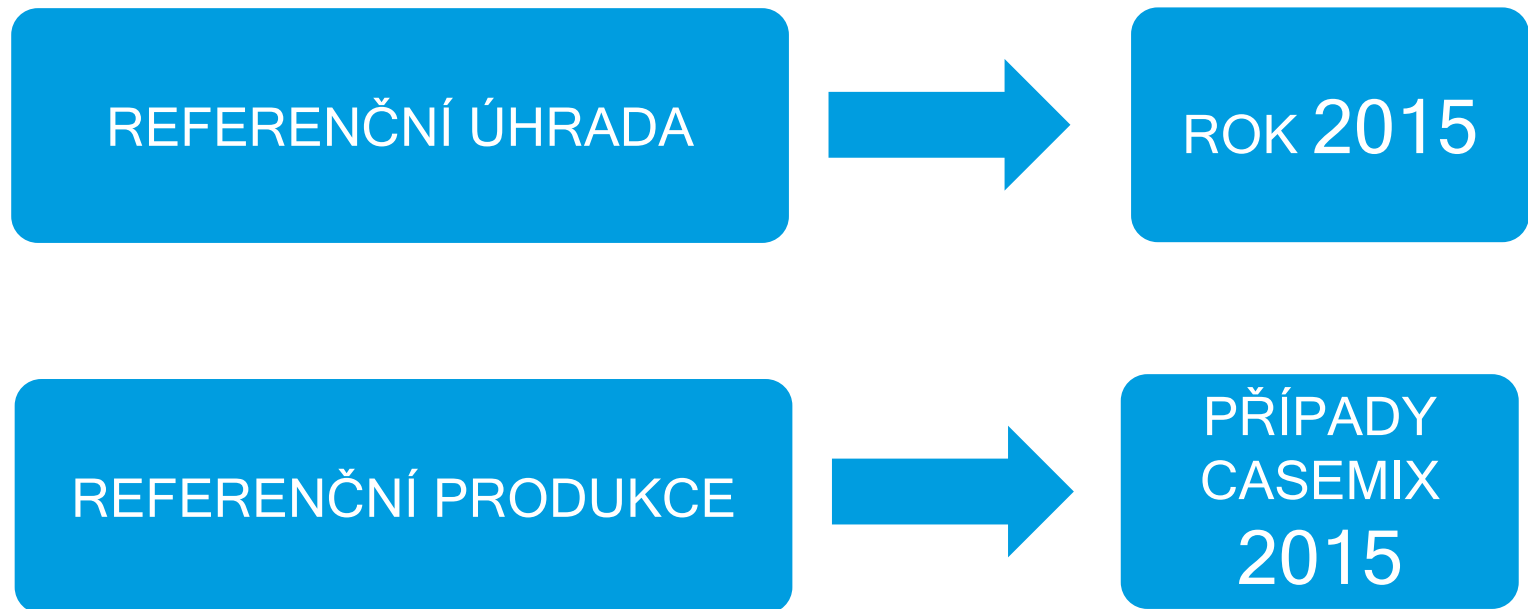 REFERENČNÍ ÚHRADA
ROK 2015
REFERENČNÍ PRODUKCE
PŘÍPADY
CASEMIX
2015